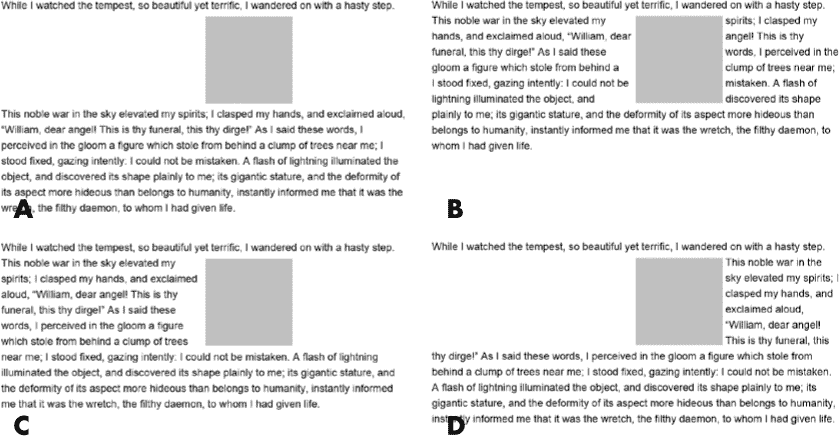 While I watched the tempest, so beautiful yet terrific, I wandered on with a hasty step.
This noble war in the sky elevated my spirits; I clasped my hands, and exclaimed aloud,
“William, dear angel! This is thy funeral, this thy dirge!” As I said these words, I
perceived in the gloom a figure which stole from behind a clump of trees near me; I
stood fixed, gazing intently: I could not be mistaken. A flash of lightning illuminated the
object, and discovered its shape plainly to me; its gigantic stature, and the deformity of
its aspect more hideous than belongs to humanity, instantly informed me that it was the
wretch, the filthy daemon, to whom I had given life.
A
While I watched the tempest, so beautiful yet terrific, I wandered on with a hasty step.
This noble war in the sky elevated my spirits; I clasped my
hands, and exclaimed aloud, “William, dear angel! This is thy
funeral, this thy dirge!” As I said these words, I perceived in the
gloom a figure which stole from behind a clump of trees near me;
I stood fixed, gazing intently: I could not be mistaken. A flash of
lightning illuminated the object, and discovered its shape
plainly to me; its gigantic stature, and the deformity of its aspect more hideous than
belongs to humanity, instantly informed me that it was the wretch, the filthy daemon, to
whom I had given life.
B
While I watched the tempest, so beautiful yet terrific, I wandered on with a hasty step.
This noble war in the sky elevated my
spirits; I clasped my hands, and exclaimed
aloud, “William, dear angel! This is thy
funeral, this thy dirge!” As I said these
words, I perceived in the gloom a figure
which stole from behind a clump of trees
near me; I stood fixed, gazing intently: I could not be mistaken. A flash of lightning
illuminated the object, and discovered its shape plainly to me; its gigantic stature, and
the deformity of its aspect more hideous than belongs to humanity, instantly informed
me that it was the wretch, the filthy daemon, to whom I had given life.
C
While I watched the tempest, so beautiful yet terrific, I wandered on with a hasty step.
This noble war in the
sky elevated my spirits; I
clasped my hands, and
exclaimed aloud,
“William, dear angel!
This is thy funeral, this
thy dirge!” As I said these words, I perceived in the gloom a figure which stole from
behind a clump of trees near me; I stood fixed, gazing intently: I could not be mistaken.
A flash of lightning illuminated the object, and discovered its shape plainly to me; its
gigantic stature, and the deformity of its aspect more hideous than belongs to humanity,
instantly informed me that it was the wretch, the filthy daemon, to whom I had given life.
D